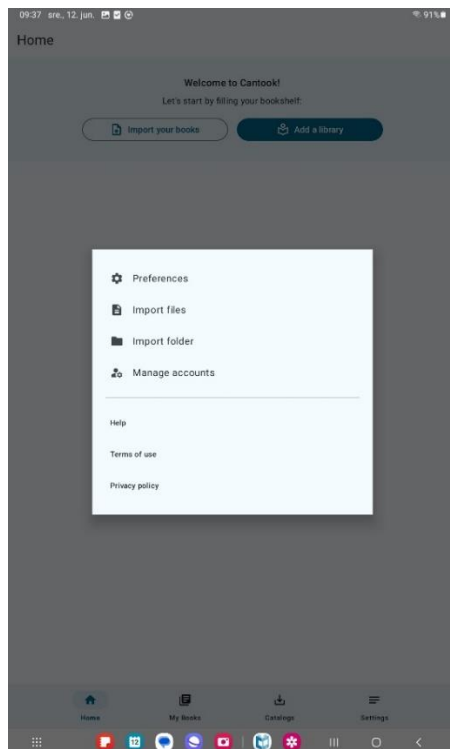 09:37 sre., 12. jun.
91%
Home
Welcome to Cantook!
Let's start by filling your bookshelf:
Import your books
Add a library
Preferences
Import files
Import folder
Manage accounts
Help
Terms of use
Privacy policy
Home
My Books
Catalogs
Settings
12